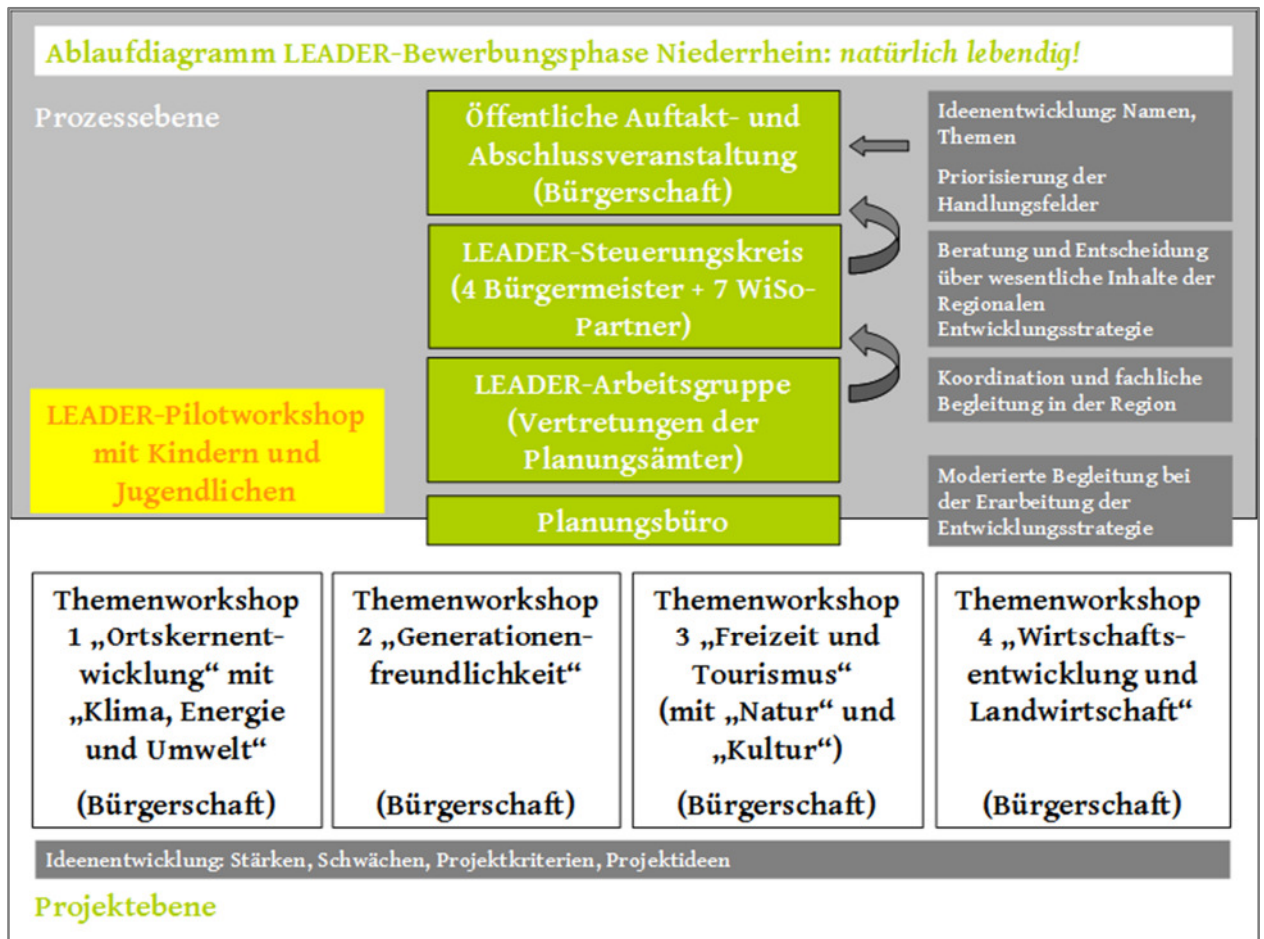 Ablaufdiagramm LEADER-Bewerbungsphase Niederrhein: natürlich lebendig!
Prozessebene
Öffentliche Auftakt- und
Abschlussveranstaltung
(Bürgerschaft)
Ideenentwicklung: Namen,
Themen
Priorisierung der
Handlungsfelder
LEADER-Steuerungskreis
(4 Bürgermeister + 7 WiSo-
Partner)
Beratung und Entscheidung
über wesentliche Inhalte der
Regionalen
Entwicklungsstrategie
LEADER-Arbeitsgruppe
(Vertretungen der
Planungsämter)
Koordination und fachliche
Begleitung in der Region
LEADER-Pilotworkshop
mit Kindern und
Jugendlichen
Planungsbüro
Moderierte Begleitung bei
der Erarbeitung der
Entwicklungsstrategie
Themenworkshop
1 „Ortskernent-
wicklung“ mit
„Klima, Energie
und Umwelt“
(Bürgerschaft)
Themenworkshop
2 „Generationen-
freundlichkeit“
(Bürgerschaft)
Themenworkshop
3 „Freizeit und
Tourismus“
(mit „Natur“ und
„Kultur“)
(Bürgerschaft)
Themenworkshop
4 „Wirtschafts-
entwicklung und
Landwirtschaft“
(Bürgerschaft)
Ideenentwicklung: Stärken, Schwächen, Projektkriterien, Projektideen
Projektebene